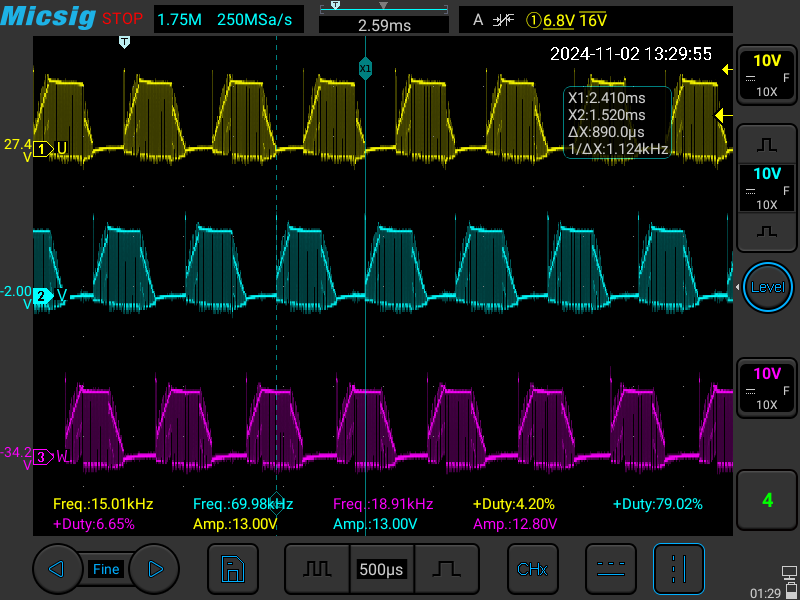 Micsig STOP 1.75M 250MSa/s T 2.59ms A ①6.8V 16V
T
2024-11-02 13:29:55
X1
10V
F
10X
X1:2.410ms
X2:1.520ms
ΔX:890.0μs
1/ΔX:1.124kHz
27.4
V
1 U
10V
F
10X
-2.00
V
2 V
Level
10V
F
10X
-34.2
V
3 W
Freq.:15.01kHz Freq.:69.98kHz Freq.:18.91kHz +Duty:4.20% +Duty:79.02%
+Duty:6.65% Amp.:13.00V Amp.:13.00V Amp.:12.80V
4
Fine 500μs CHx
01:29